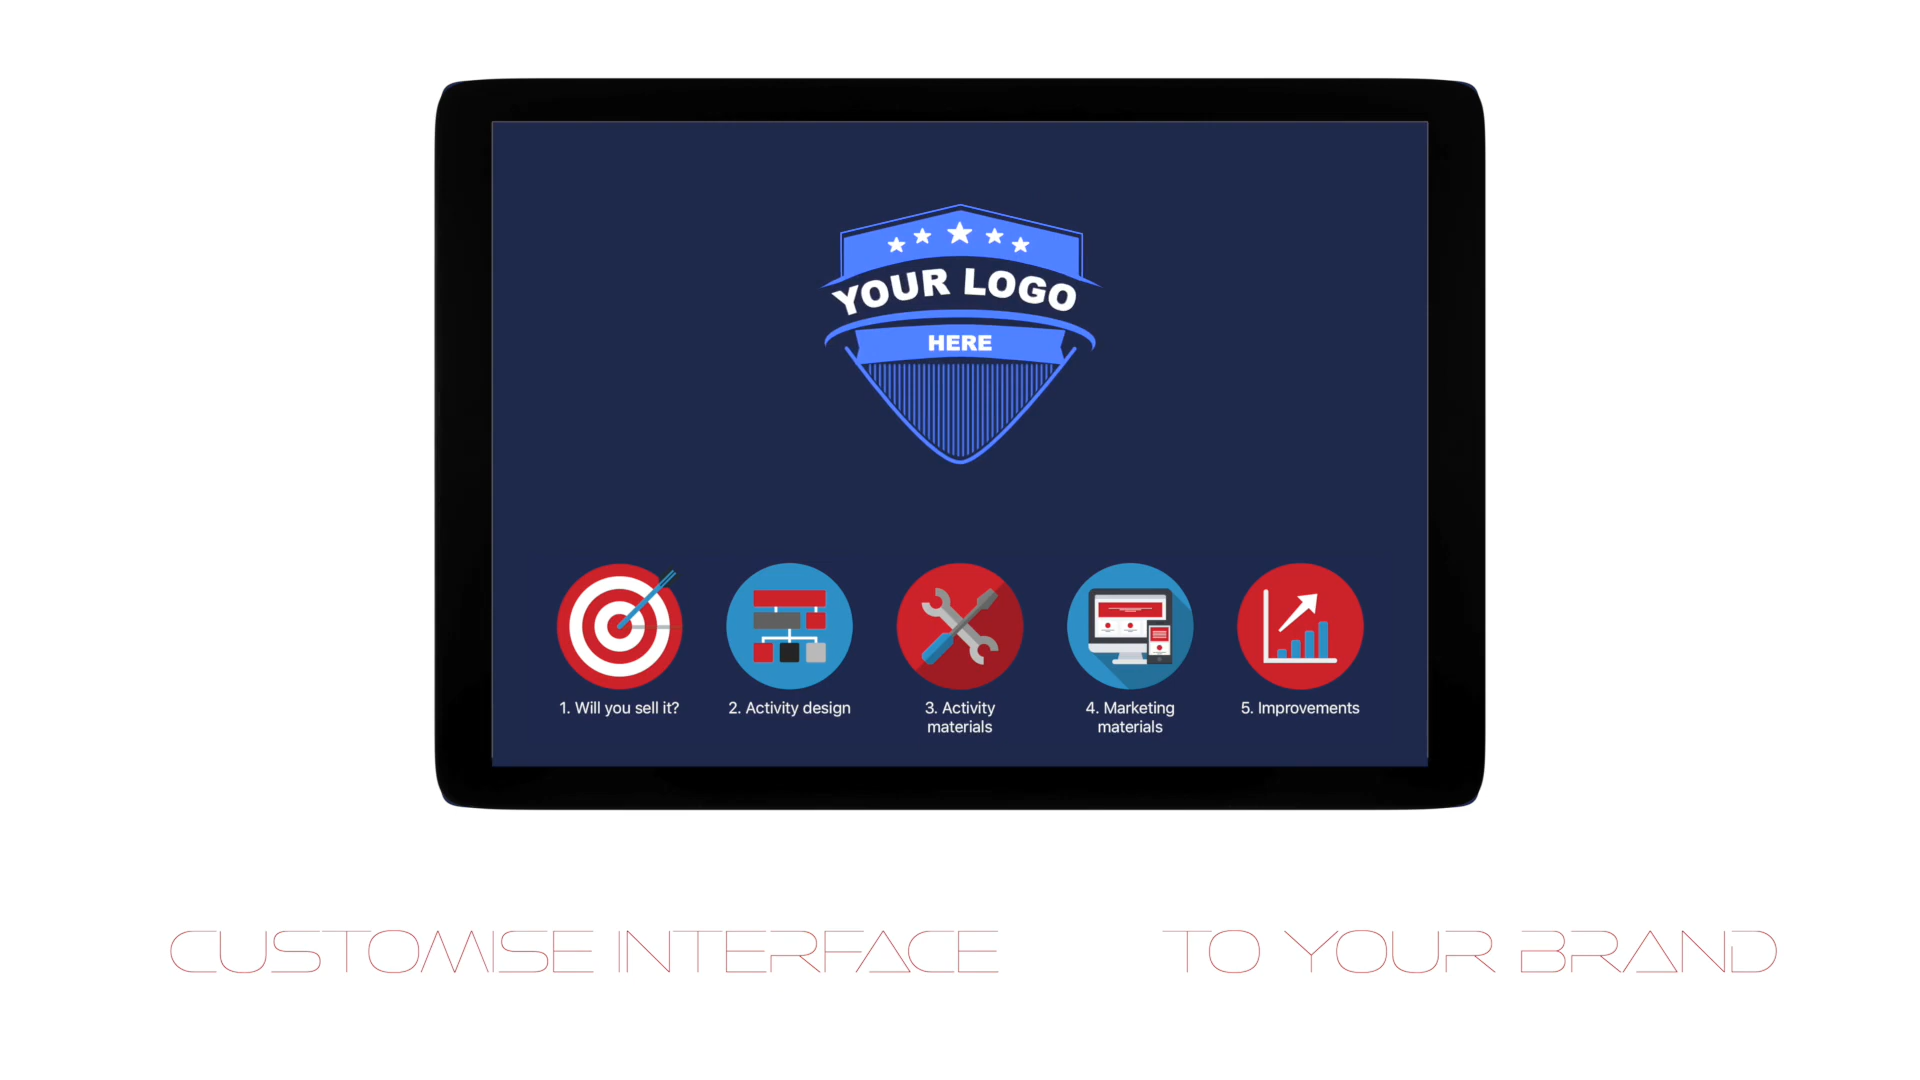 YOUR LOGO
HERE
1. Will you sell it?
2. Activity design
3. Activity
materials
4. Marketing
materials
5. Improvements
CUSTOMISE INTERFACE TO YOUR BRAND